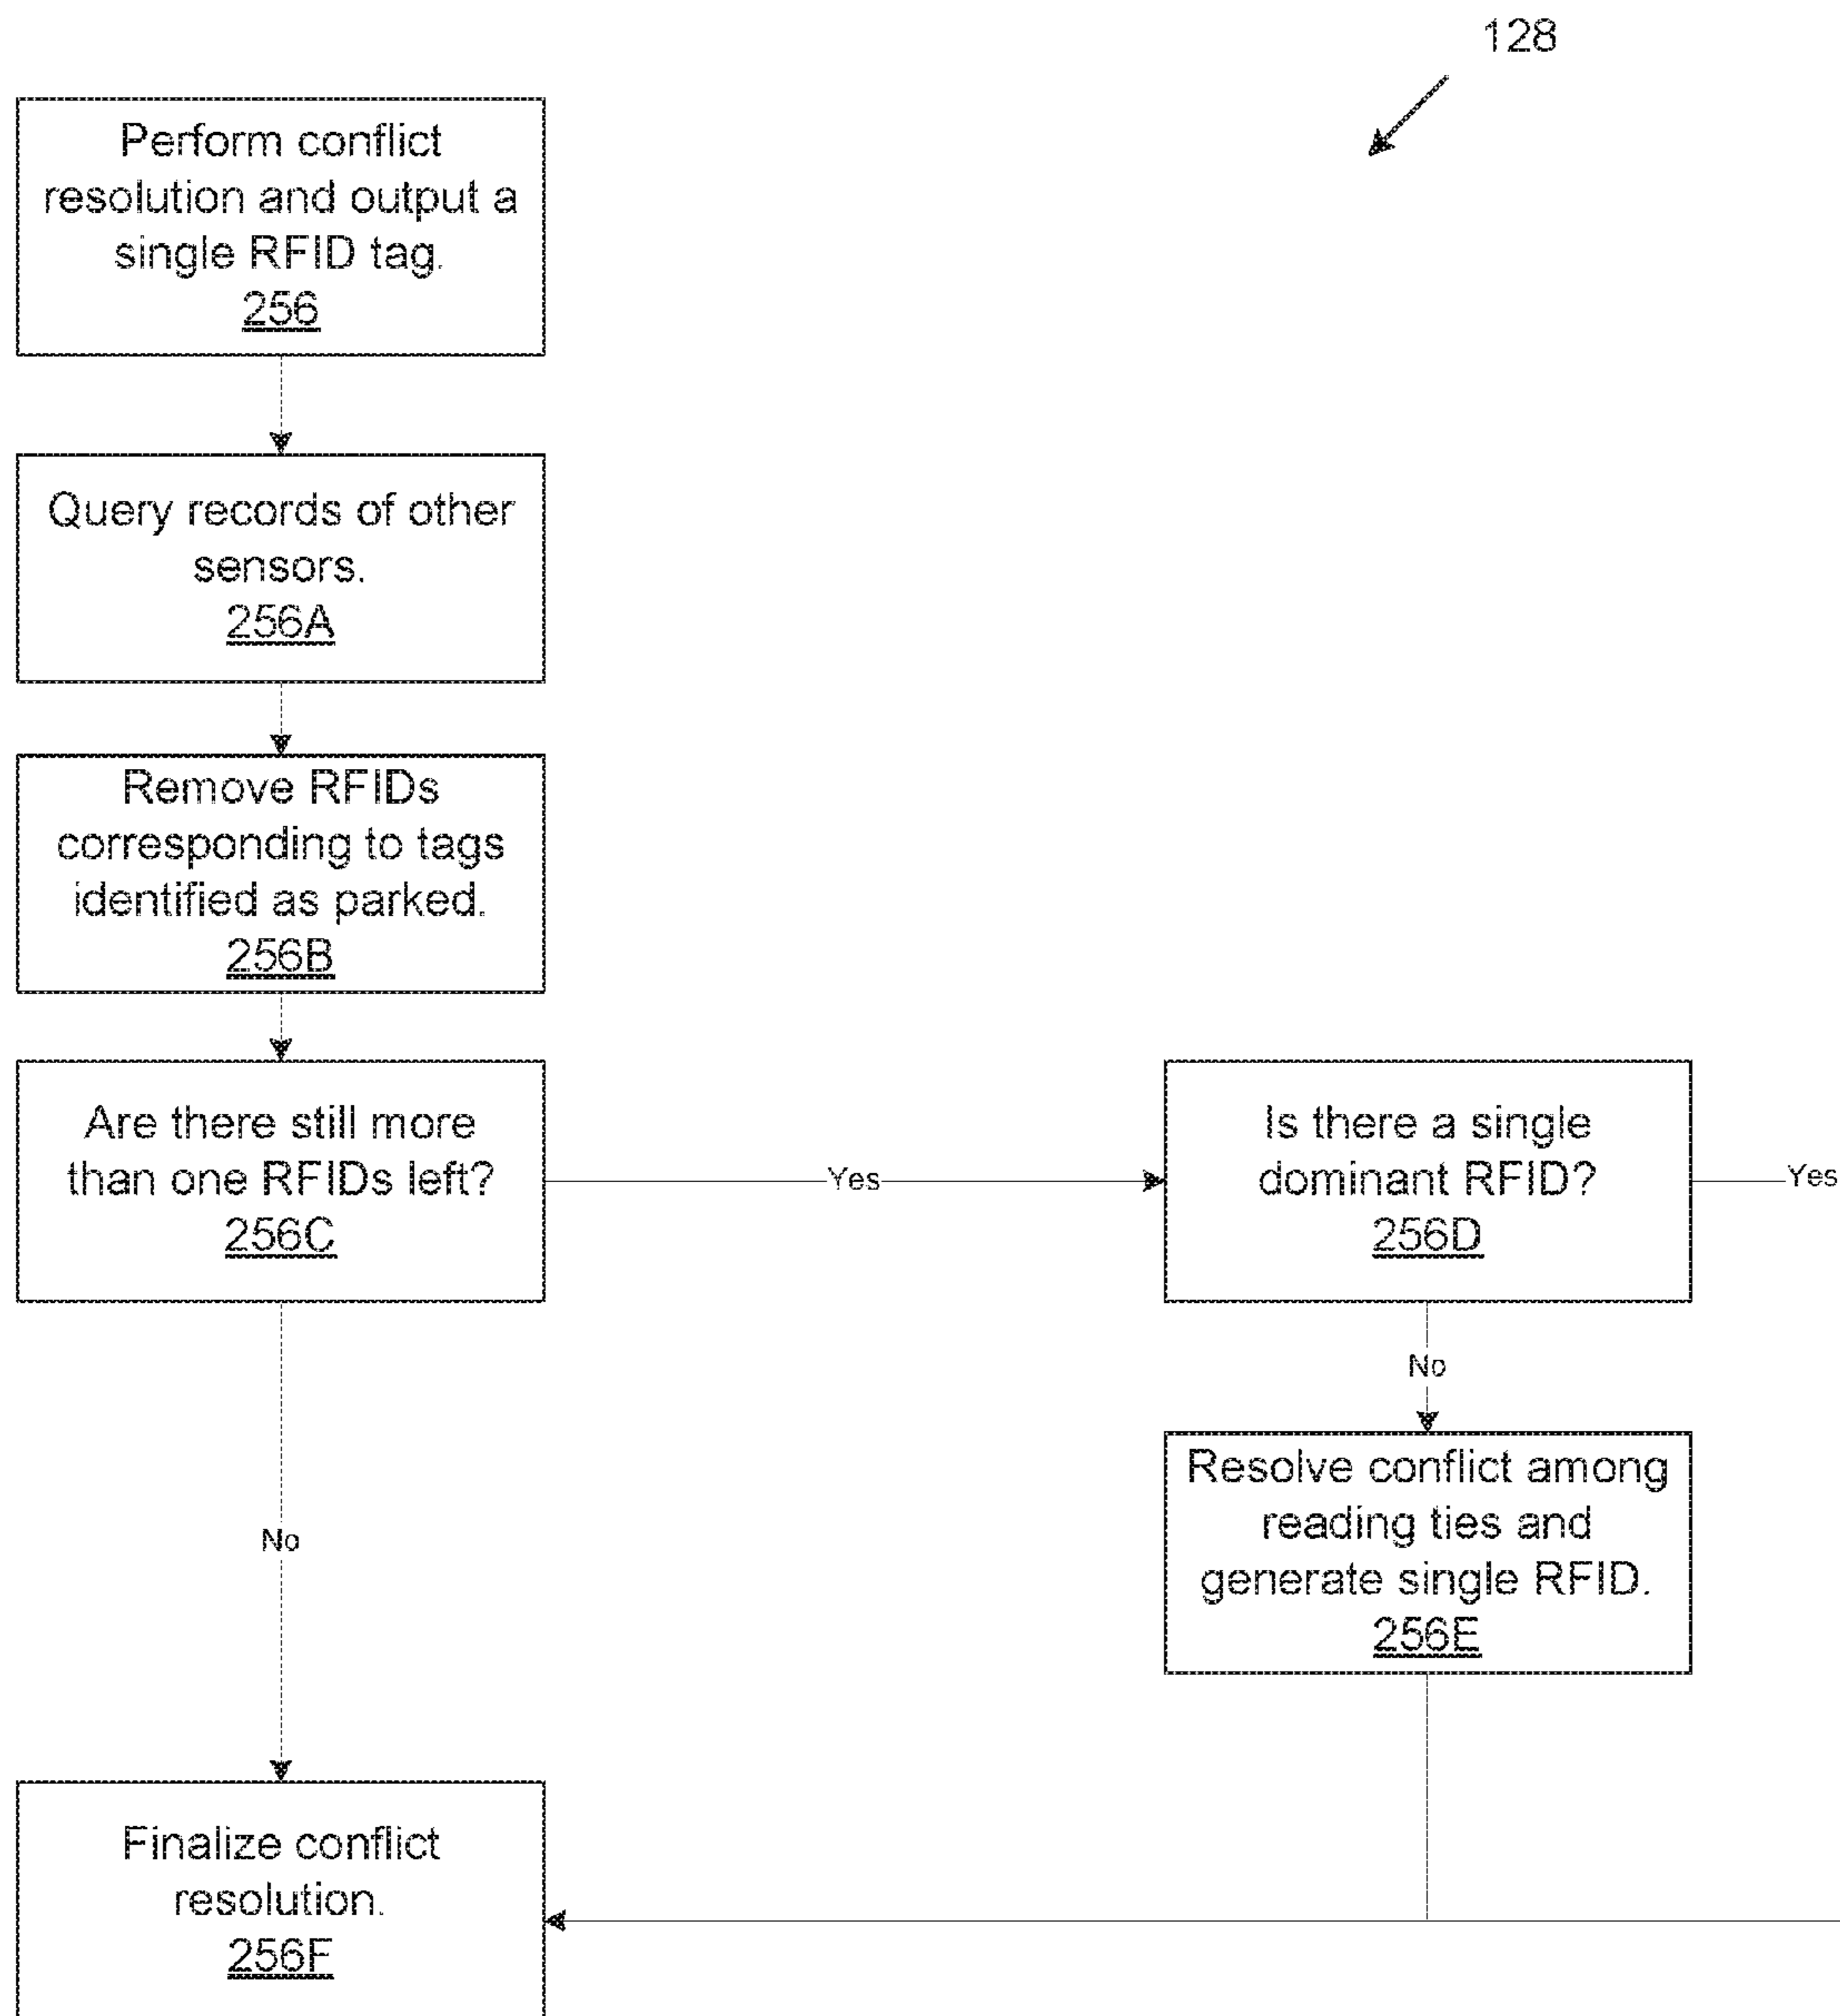 128
Perform conflict
resolution and output a
single RFID tag.
256
Query records of other
sensors.
256A
Remove RFIDs
corresponding to tags
identified as parked.
256B
Are there still more
than one RFIDs left?
256C
Yes
Is there a single
dominant RFID?
256D
Yes
No
Resolve conflict among
reading ties and
generate single RFID.
256E
No
Finalize conflict
resolution.
256F